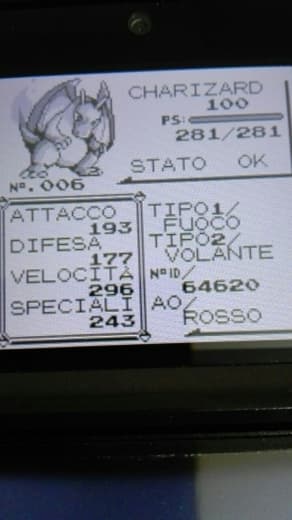 CHARIZARD
100
PS:
281/281
STATO OK
Nº.006
ATTACCO
193
DIFESA
177
VELOCITÀ
296
SPECIALI
243
TIPO1/
FUOCO
TIPO2/
VOLANTE
NºID/
64620
AO/
ROSSO